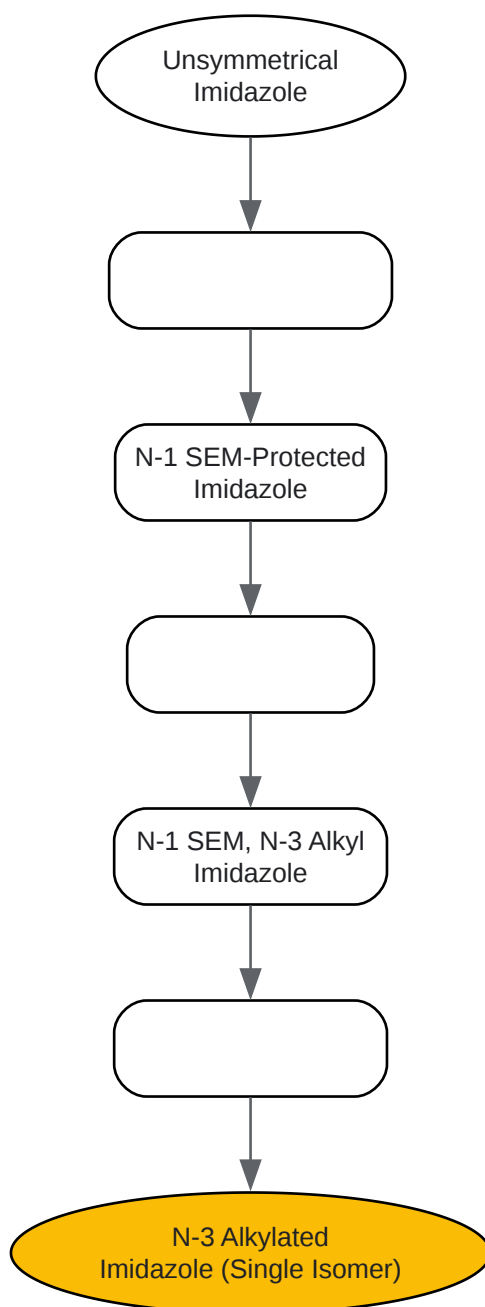 Unsymmetrical
Imidazole
N-1 SEM-Protected
Imidazole
N-1 SEM, N-3 Alkyl
Imidazole
N-3 Alkylated
Imidazole (Single Isomer)